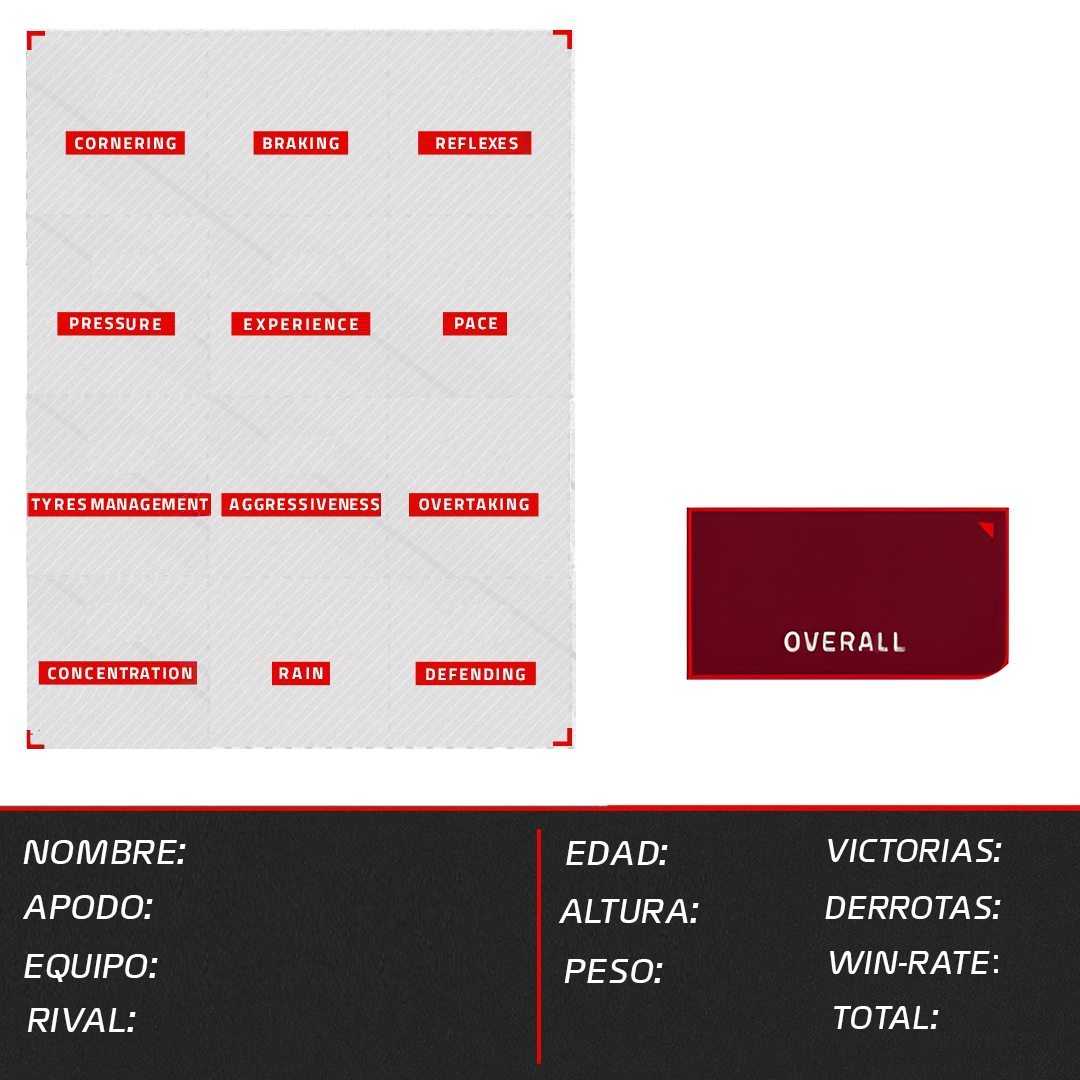 CORNERING BRAKING REFLEXES
PRESSURE EXPERIENCE PACE
TYRES MANAGEMENT AGGRESSIVENESS OVERTAKING
CONCENTRATION RAIN DEFENDING
OVERALL
NOMBRE:
APODO:
EQUIPO:
RIVAL:
EDAD:
ALTURA:
PESO:
VICTORIAS:
DERROTAS:
WIN-RATE:
TOTAL: